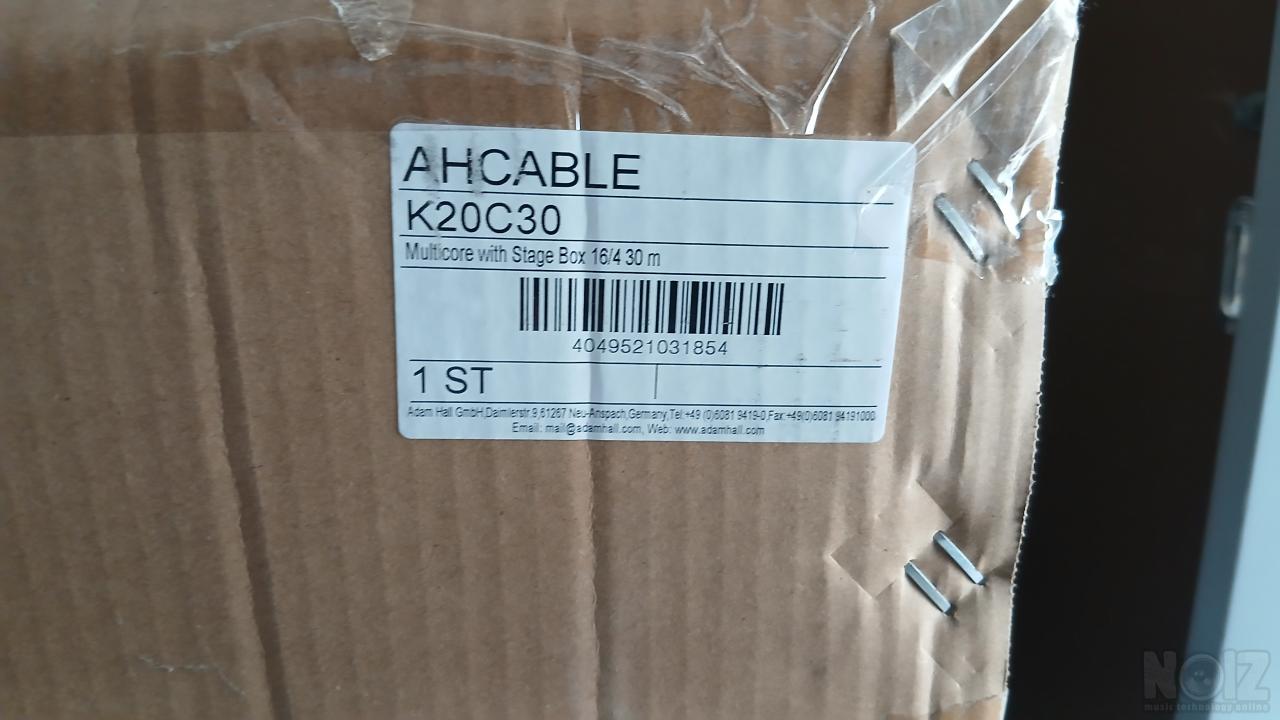 AHCABLE
K20C30
Multicore with Stage Box 16/4 30 m
4049521031854
1 ST
Adam Hall GmbH,Daimlerstr.9,61267 Neu-Anspach,Germany,Tel:+49 (0)6081 9419-0,Fax:+49(0)6081 94191000
Email: mail@adamhall.com, Web: www.adamhall.com
NOIZ
music technology online